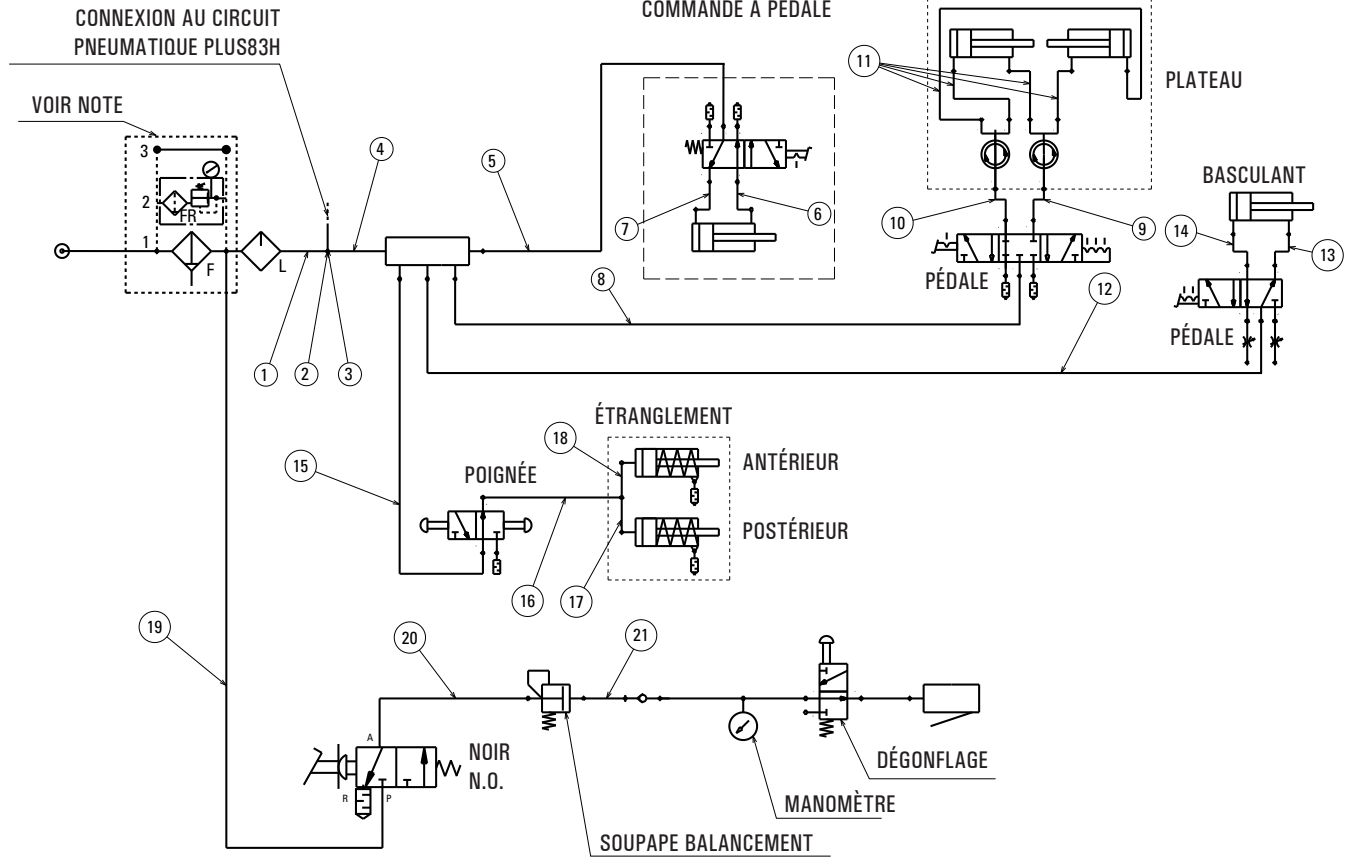 CONNEXION AU CIRCUIT
PNEUMATIQUE PLUS83H
COMMANDE À PÉDALE
VOIR NOTE
3
2
FR
1
F
L
4
5
7
6
11
PLATEAU
BASCULANT
10
9
14
13
PÉDALE
PÉDALE
8
12
1
2
3
ÉTRANGLEMENT
18
ANTÉRIEUR
15
POIGNÉE
POSTÉRIEUR
16
17
19
20
21
A
NOIR
N.O.
R
P
DÉGONFLAGE
MANOMÈTRE
SOUPAPE BALANCEMENT